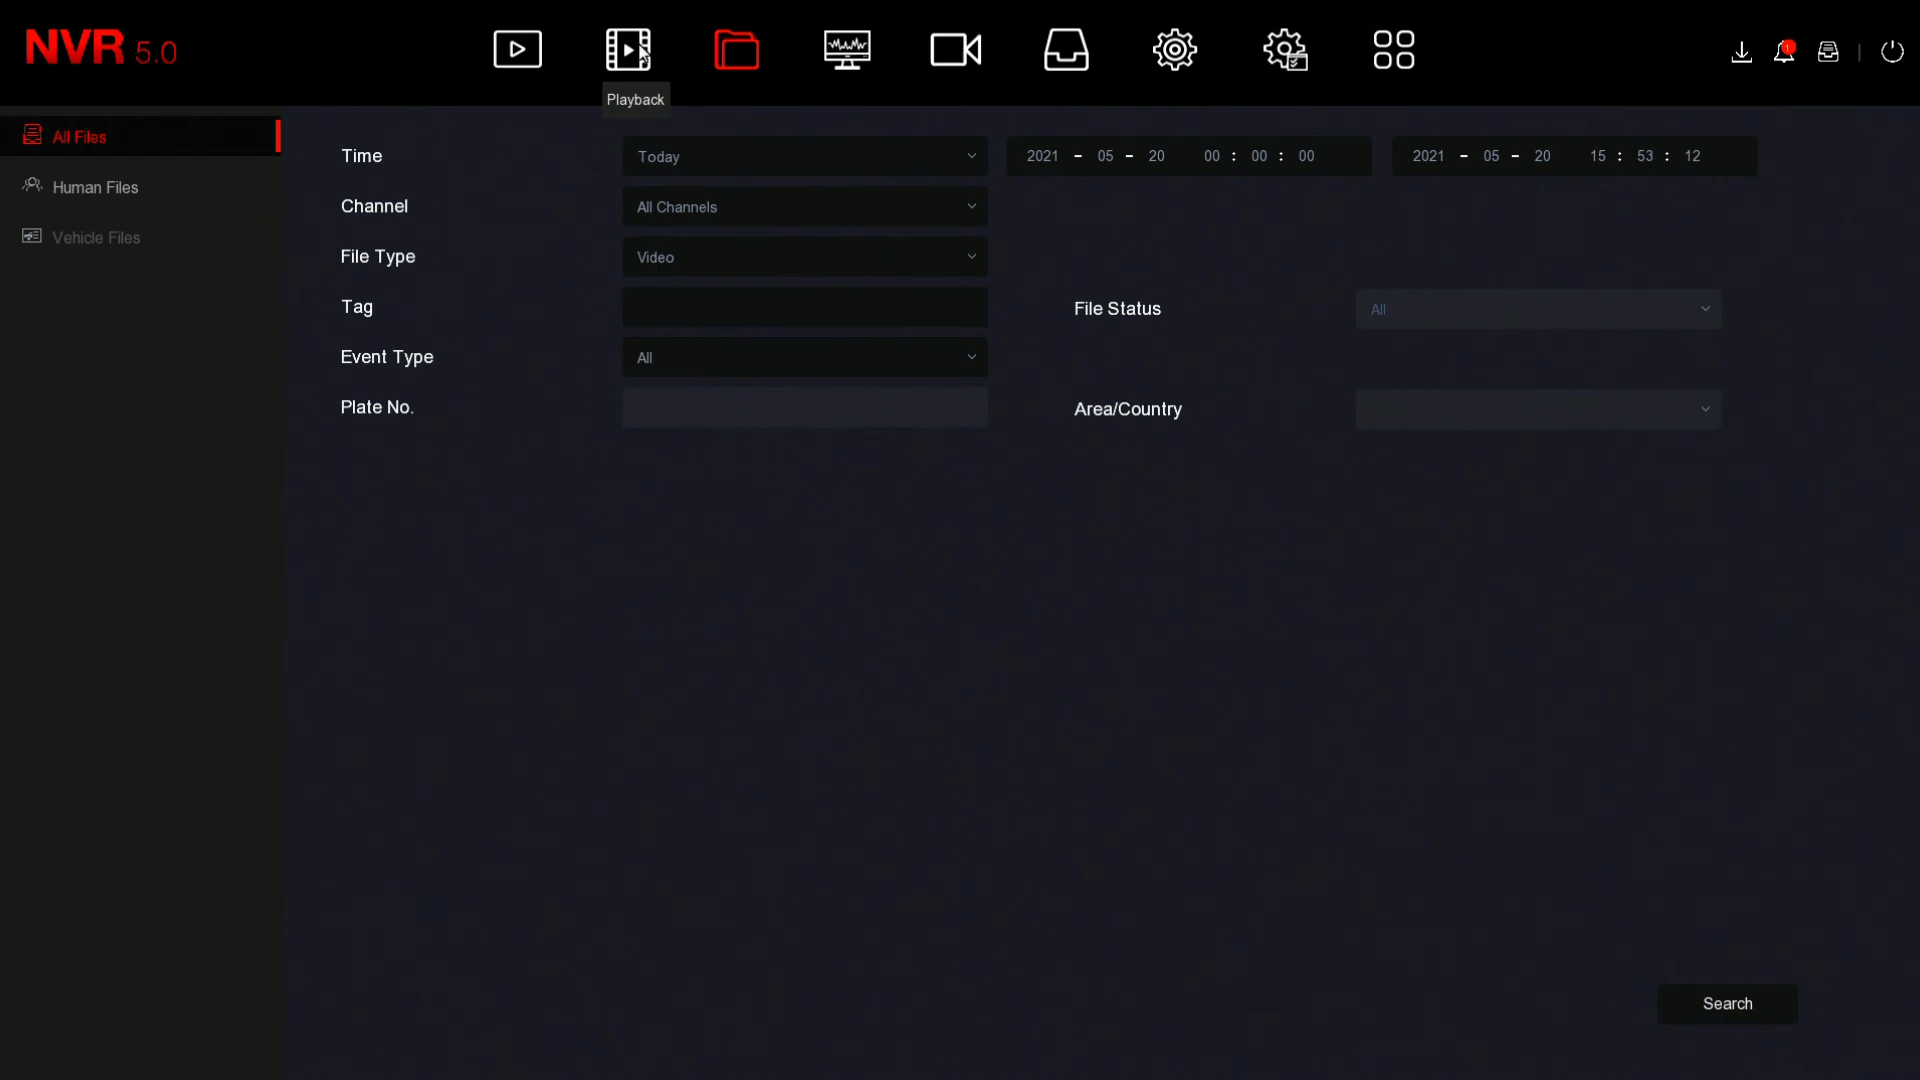 NVR 5.0
1
Playback
All Files
Human Files
Vehicle Files
Time Today 2021 - 05 - 20 00 : 00 : 00 2021 - 05 - 20 15 : 53 : 12
Channel All Channels
File Type Video
Tag File Status All
Event Type All
Plate No. Area/Country
Search